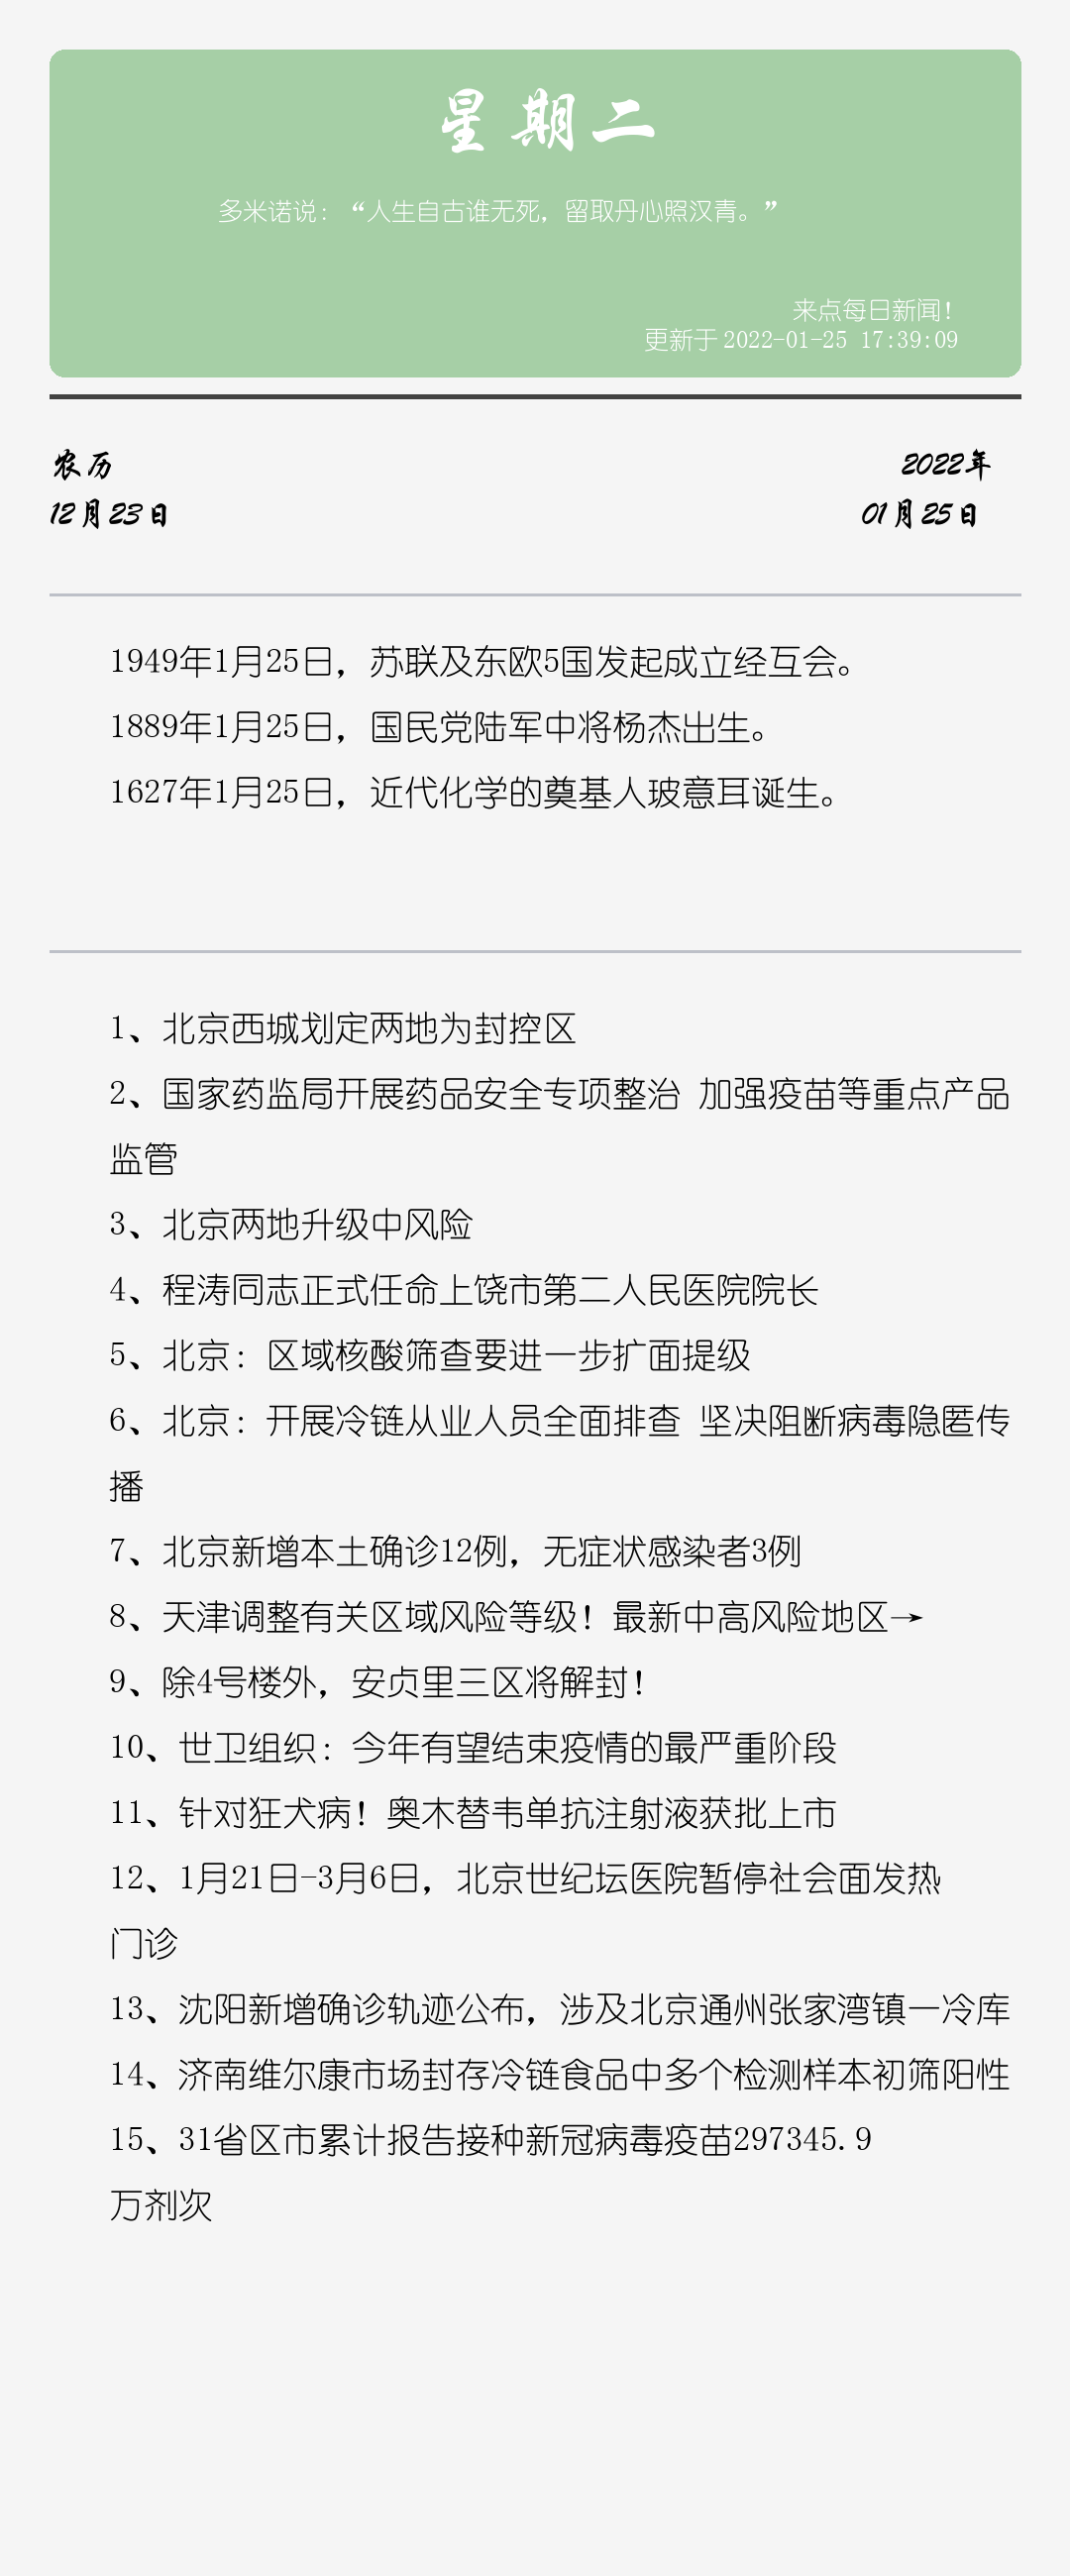 星期二
多米诺说：“人生自古谁无死，留取丹心照汉青。”
来点每日新闻！
更新于 2022-01-25 17:39:09
农历
2022年
12月23日
01月25日
1949年1月25日，苏联及东欧5国发起成立经互会。
1889年1月25日，国民党陆军中将杨杰出生。
1627年1月25日，近代化学的奠基人玻意耳诞生。
1、北京西城划定两地为封控区
2、国家药监局开展药品安全专项整治 加强疫苗等重点产品
监管
3、北京两地升级中风险
4、程涛同志正式任命上饶市第二人民医院院长
5、北京：区域核酸筛查要进一步扩面提级
6、北京：开展冷链从业人员全面排查 坚决阻断病毒隐匿传
播
7、北京新增本土确诊12例，无症状感染者3例
8、天津调整有关区域风险等级！最新中高风险地区→
9、除4号楼外，安贞里三区将解封！
10、世卫组织：今年有望结束疫情的最严重阶段
11、针对狂犬病！奥木替韦单抗注射液获批上市
12、1月21日-3月6日，北京世纪坛医院暂停社会面发热
门诊
13、沈阳新增确诊轨迹公布，涉及北京通州张家湾镇一冷库
14、济南维尔康市场封存冷链食品中多个检测样本初筛阳性
15、31省区市累计报告接种新冠病毒疫苗297345.9
万剂次